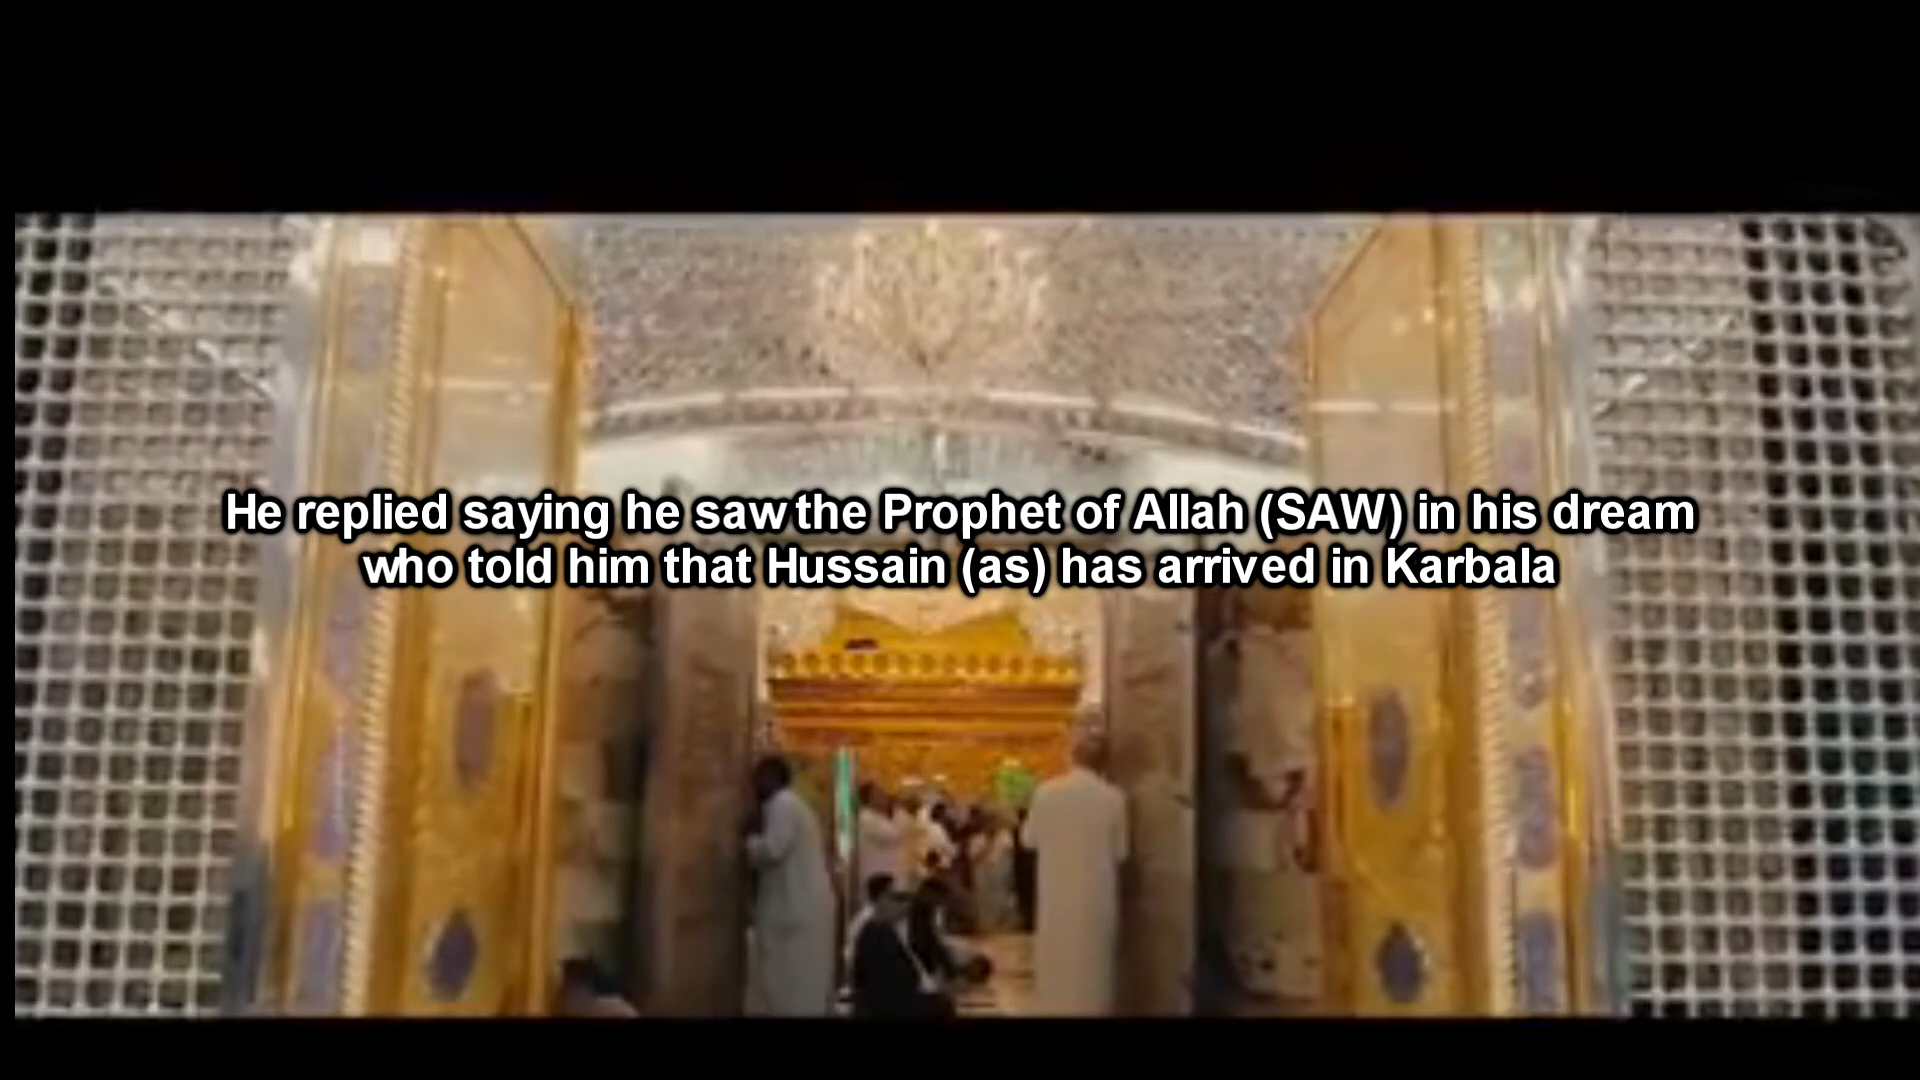 He replied saying he saw the Prophet of Allah (SAW) in his dream
who told him that Hussain (as) has arrived in Karbala